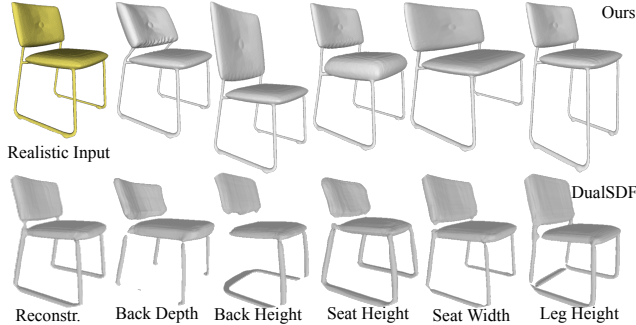 Ours
Realistic Input
DualSDF
Reconstr. Back Depth Back Height Seat Height Seat Width Leg Height